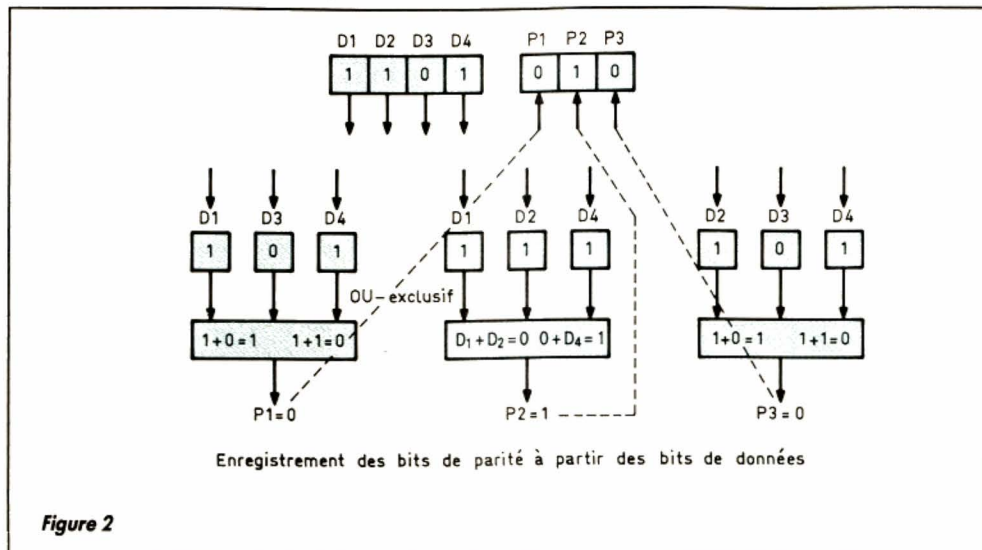 D1 D2 D3 D4 P1 P2 P3
1 1 0 1 0 1 0
D1 D3 D4 D1 D2 D4 D2 D3 D4
1 0 1 1 1 1 1 0 1
OU-exclusif
1+0=1 1+1=0 D₁+D₂=0 0+D₄=1 1+0=1 1+1=0
P1=0 P2=1 P3=0
Enregistrement des bits de parité à partir des bits de données
Figure 2